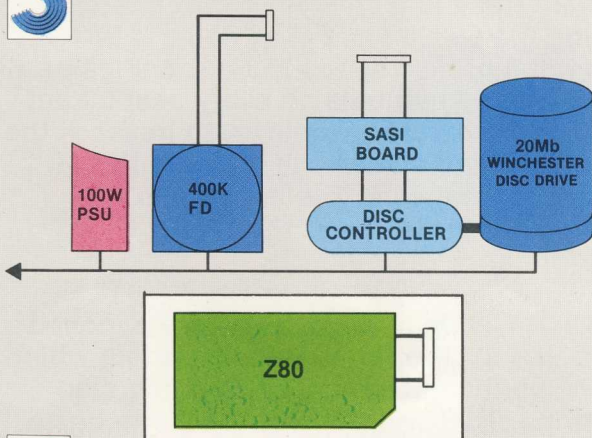 100W
PSU
400K
FD
SASI
BOARD
DISC
CONTROLLER
20Mb
WINCHESTER
DISC DRIVE
Z80